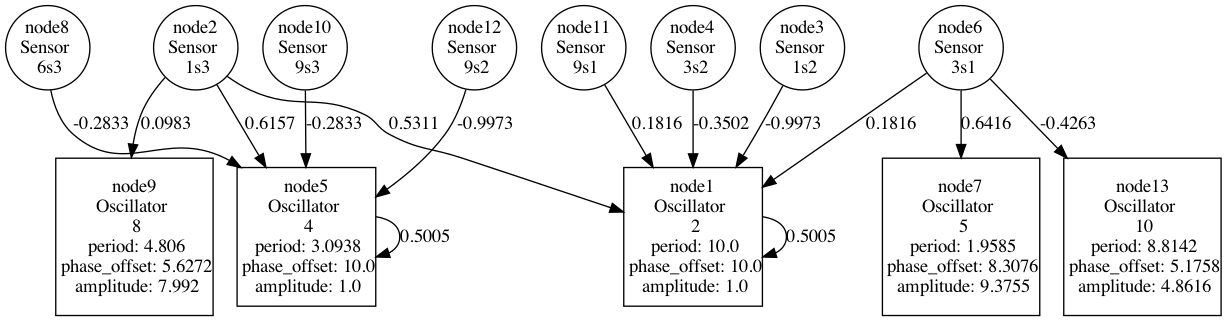 node8
Sensor
6s3
node2
Sensor
1s3
node10
Sensor
9s3
node12
Sensor
9s2
node11
Sensor
9s1
node4
Sensor
3s2
node3
Sensor
1s2
node6
Sensor
3s1
-0.2833
0.0983
0.6157
-0.2833
0.5311
-0.9973
0.1816
-0.3502
-0.9973
0.1816
0.6416
-0.4263
node9
Oscillator
8
period: 4.806
phase_offset: 5.6272
amplitude: 7.992
node5
Oscillator
4
period: 3.0938
phase_offset: 10.0
amplitude: 1.0
0.5005
node1
Oscillator
2
period: 10.0
phase_offset: 10.0
amplitude: 1.0
0.5005
node7
Oscillator
5
period: 1.9585
phase_offset: 8.3076
amplitude: 9.3755
node13
Oscillator
10
period: 8.8142
phase_offset: 5.1758
amplitude: 4.8616